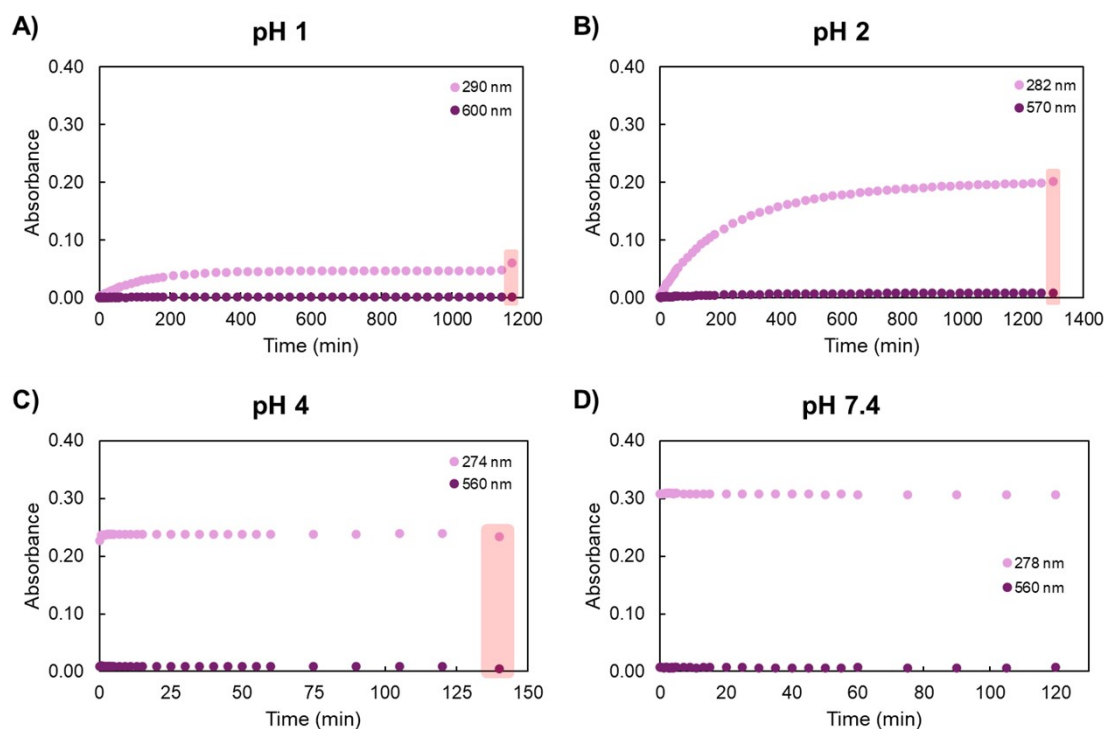 A)
pH 1
0.40
0.30
0.20
0.10
0.00
Absorbance
290 nm
600 nm
0 200 400 600 800 1000 1200
Time (min)
B)
pH 2
0.40
0.30
0.20
0.10
0.00
Absorbance
282 nm
570 nm
0 200 400 600 800 1000 1200 1400
Time (min)
C)
pH 4
0.40
0.30
0.20
0.10
0.00
Absorbance
274 nm
560 nm
0 25 50 75 100 125 150
Time (min)
D)
pH 7.4
0.40
0.30
0.20
0.10
0.00
Absorbance
278 nm
560 nm
0 20 40 60 80 100 120
Time (min)